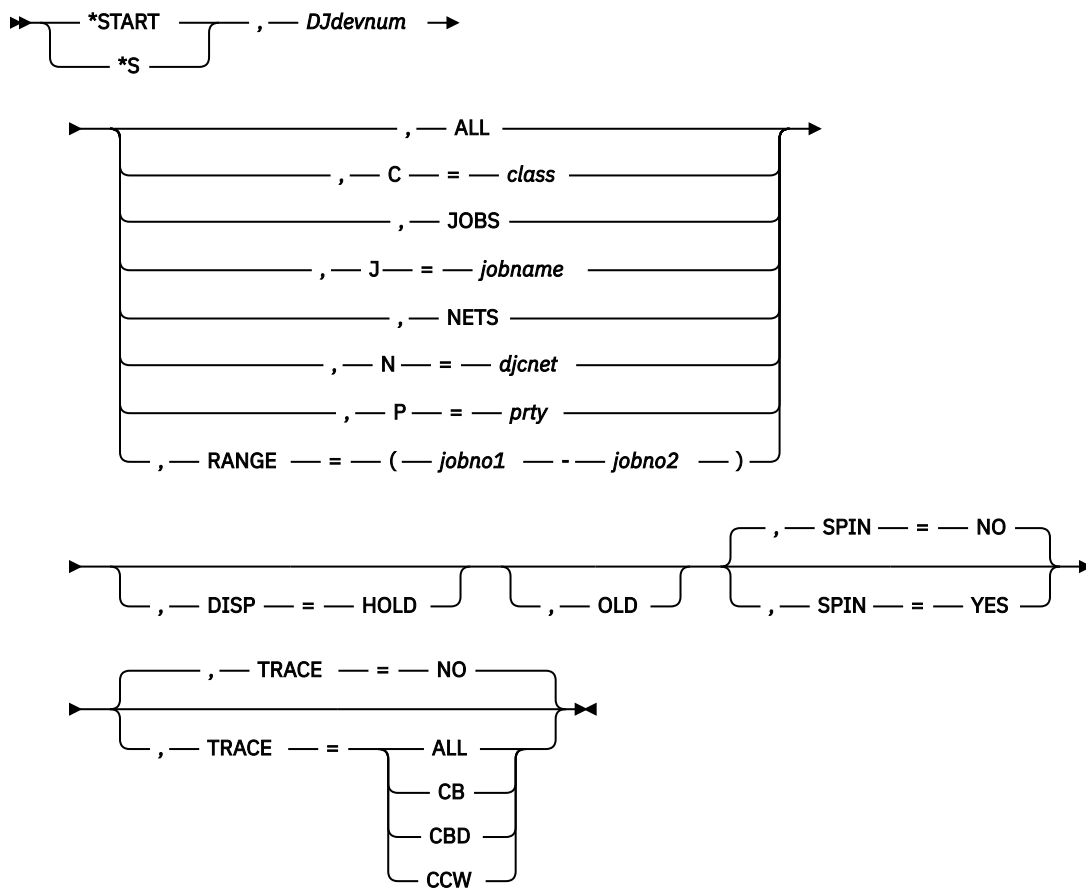 *START , DJdevnum
*S
, ALL
, C = class
, JOBS
, J = jobname
, NETS
, N = djcnet
, P = prty
, RANGE = ( jobno1 - jobno2 )
, SPIN = NO
, DISP = HOLD , OLD , SPIN = YES
, TRACE = NO
, TRACE = ALL
CB
CBD
CCW